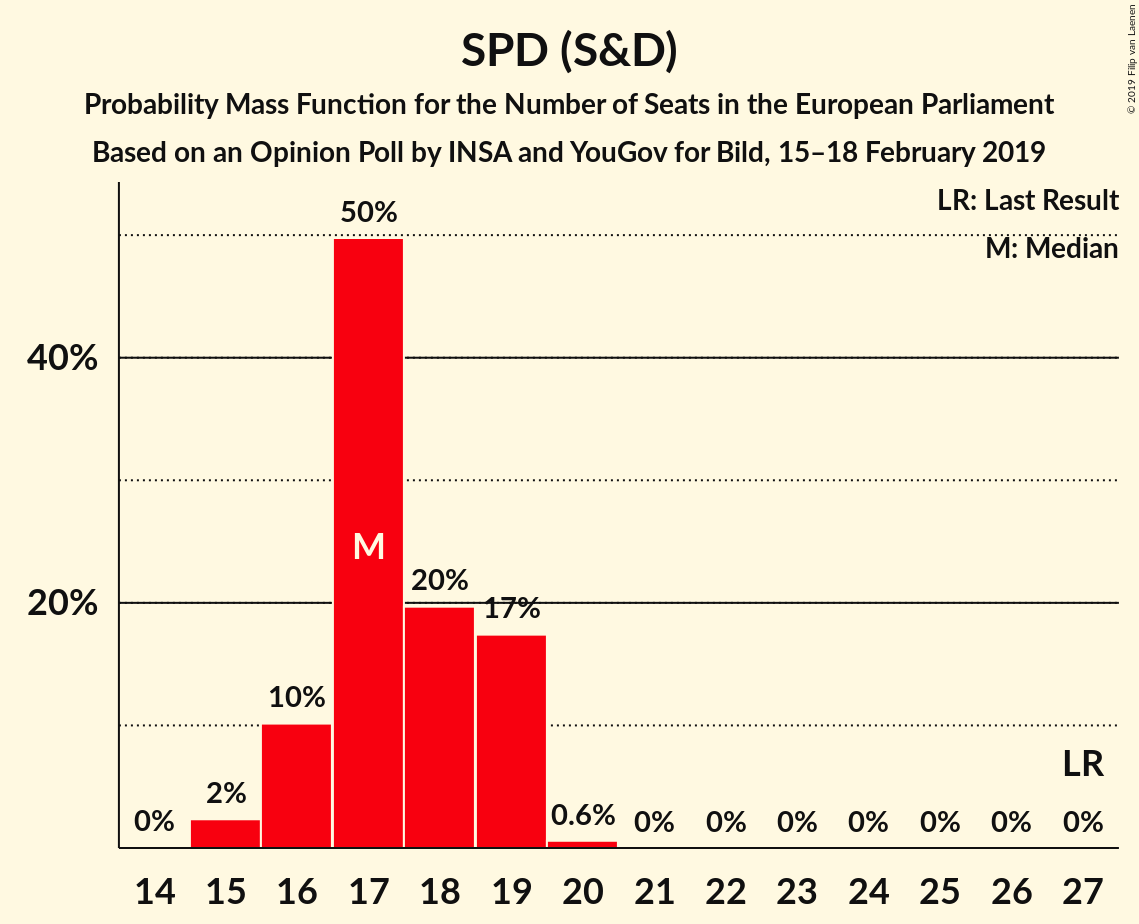 SPD (S&D)
Probability Mass Function for the Number of Seats in the European Parliament
Based on an Opinion Poll by INSA and YouGov for Bild, 15–18 February 2019
© 2019 Filip van Laenen
LR: Last Result
M: Median
50%
40%
M
20%
20%
17%
10%
LR
0%
2%
0.6%
0%
0%
0%
0%
0%
0%
0%
14 15 16 17 18 19 20 21 22 23 24 25 26 27